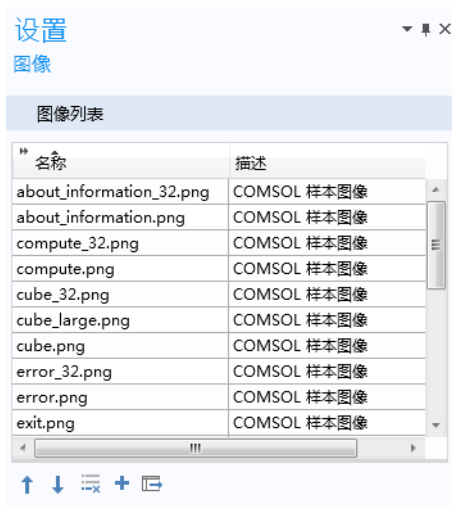 设置
图像
图像列表
名称 描述
about_information_32.png COMSOL 样本图像
about_information.png COMSOL 样本图像
compute_32.png COMSOL 样本图像
compute.png COMSOL 样本图像
cube_32.png COMSOL 样本图像
cube_large.png COMSOL 样本图像
cube.png COMSOL 样本图像
error_32.png COMSOL 样本图像
error.png COMSOL 样本图像
exit.png COMSOL 样本图像